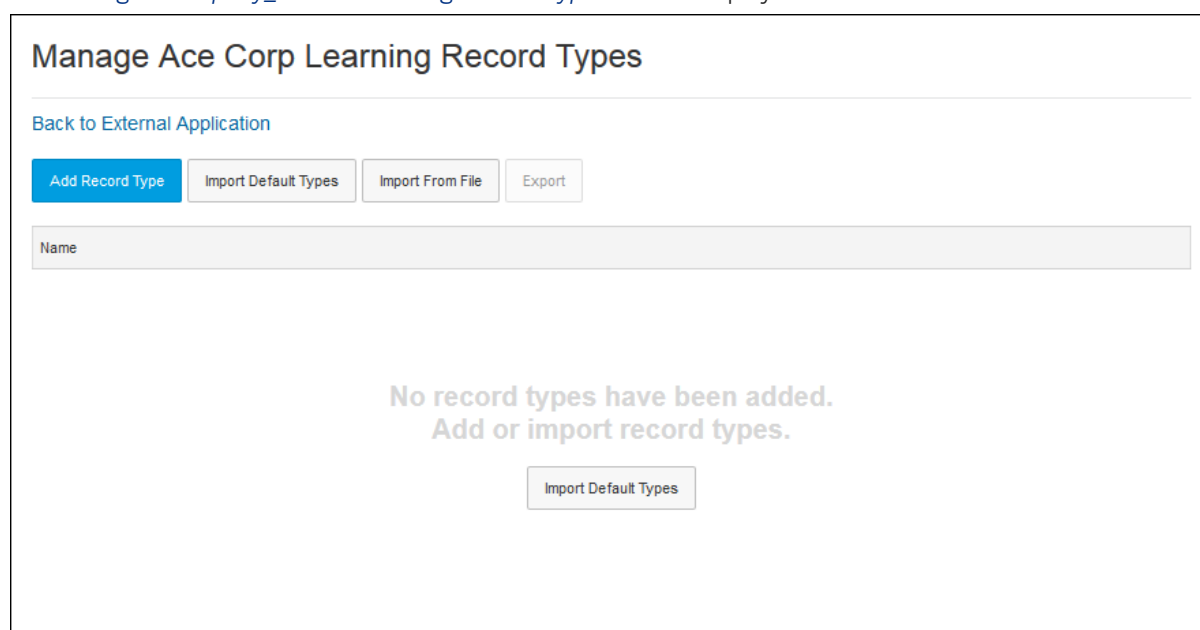 Manage Ace Corp Learning Record Types
Back to External Application
Add Record Type Import Default Types Import From File Export
Name
No record types have been added.
Add or import record types.
Import Default Types